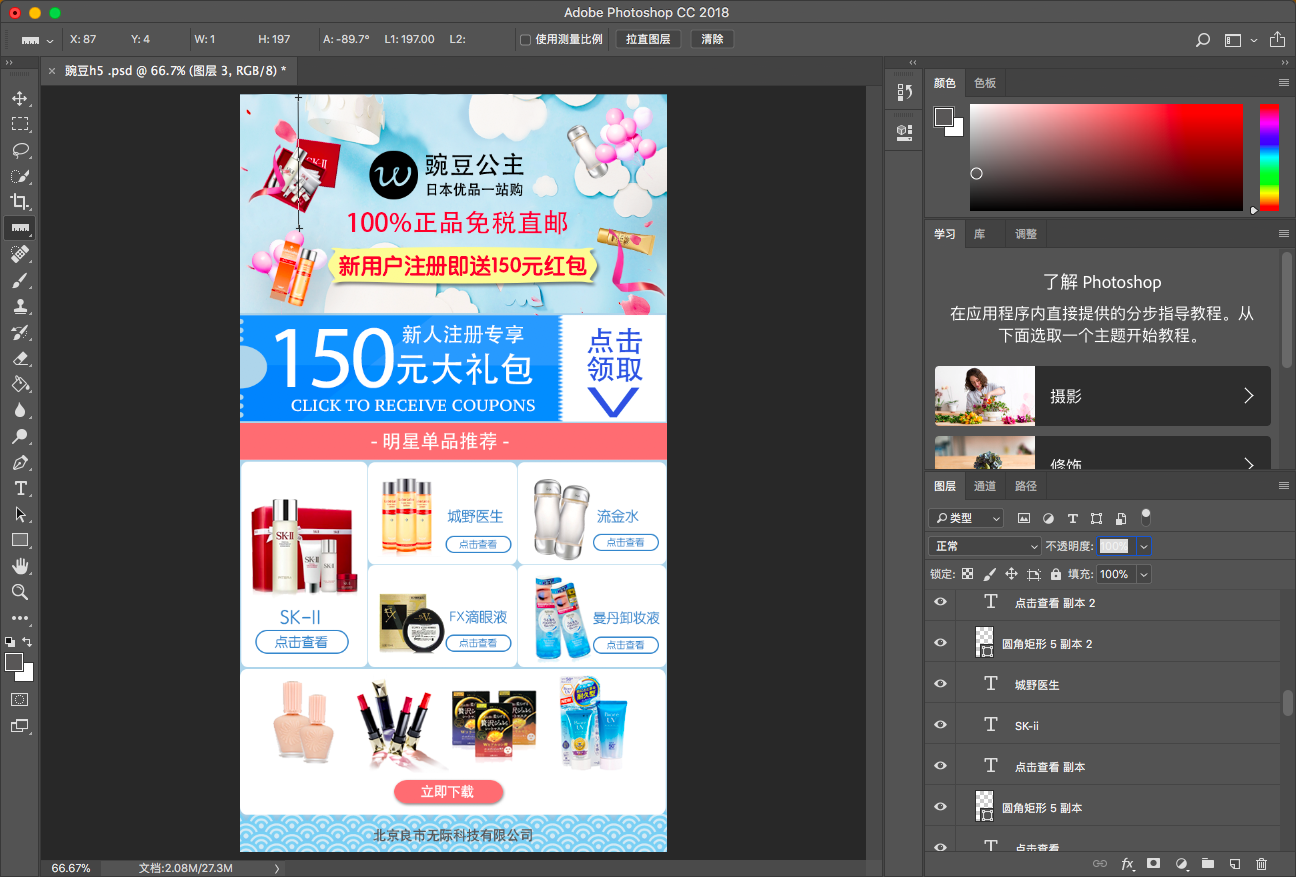 Adobe Photoshop CC 2018
X: 87 Y: 4 W: 1 H: 197 A: -89.7° L1: 197.00 L2: 使用测量比例 拉直图层 清除
× 豌豆h5 .psd @ 66.7% (图层 3, RGB/8) *
w 豌豆公主
日本优品一站购
100%正品免税直邮
新用户注册即送150元红包
150 新人注册专享
元大礼包
CLICK TO RECEIVE COUPONS
点击
领取
- 明星单品推荐 -
SK-II
SK-II
点击查看
城野医生
点击查看
流金水
点击查看
FX滴眼液
点击查看
曼丹卸妆液
点击查看
立即下载
北京良市无际科技有限公司
66.67% 文档:2.08M/27.3M
颜色 色板
学习 库 调整
了解 Photoshop
在应用程序内直接提供的分步指导教程。从
下面选取一个主题开始教程。
摄影
修饰
图层 通道 路径
类型
正常 不透明度: 100%
锁定: 填充: 100%
点击查看 副本 2
圆角矩形 5 副本 2
城野医生
SK-ii
点击查看 副本
圆角矩形 5 副本
点击查看
fx